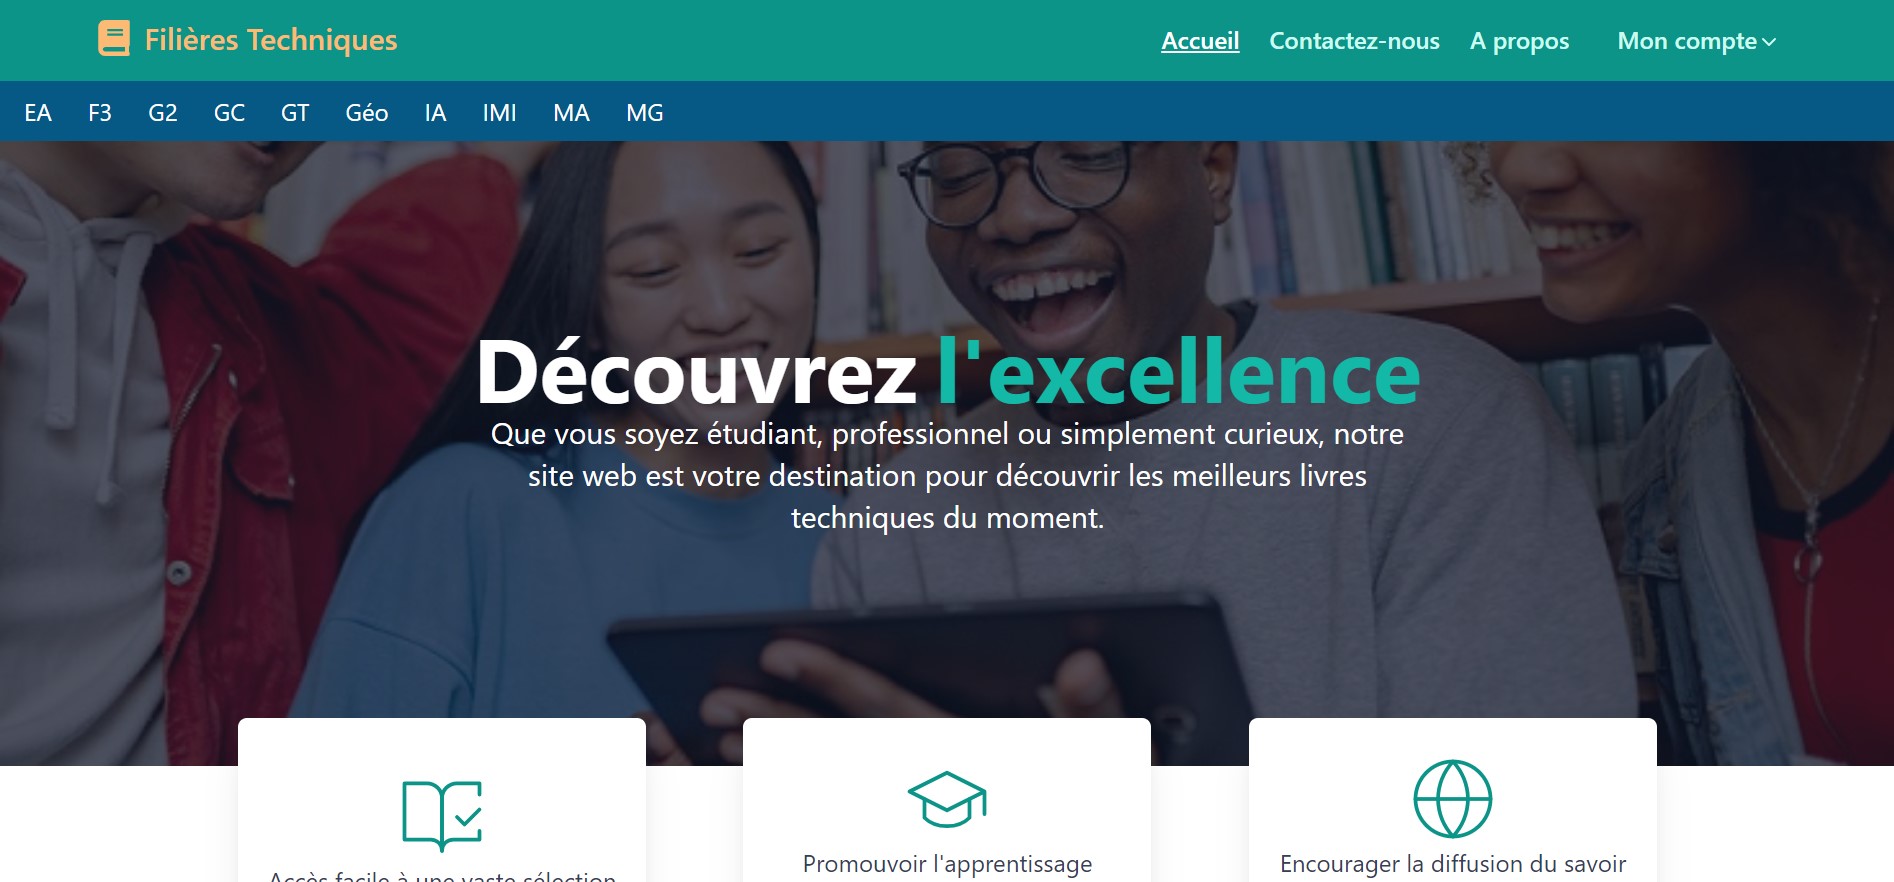 Filières Techniques
Accueil Contactez-nous A propos Mon compte
EA F3 G2 GC GT Géo IA IMI MA MG
Découvrez l'excellence
Que vous soyez étudiant, professionnel ou simplement curieux, notre
site web est votre destination pour découvrir les meilleurs livres
techniques du moment.
Accès facile à une vaste sélection
Promouvoir l'apprentissage
Encourager la diffusion du savoir